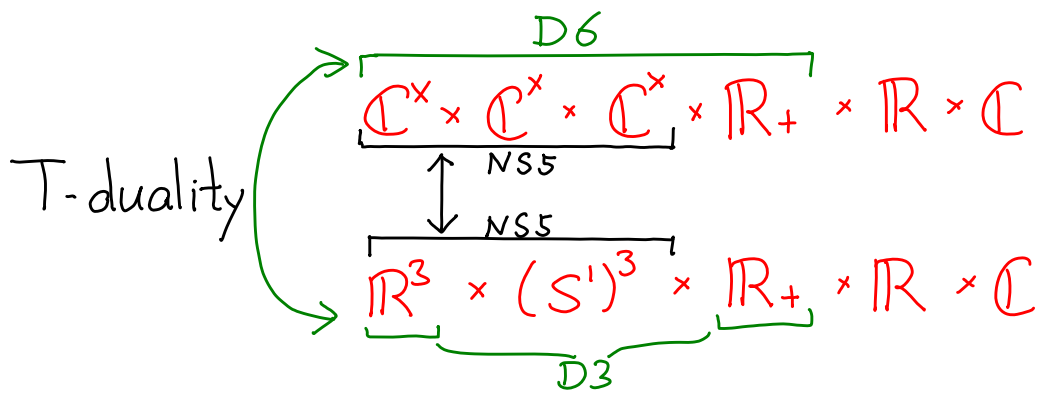 D6
ℂ^× × ℂ^× × ℂ^× × ℝ₊ × ℝ × ℂ
NS5
T-duality
NS5
ℝ³ × (S¹)³ × ℝ₊ × ℝ × ℂ
D3